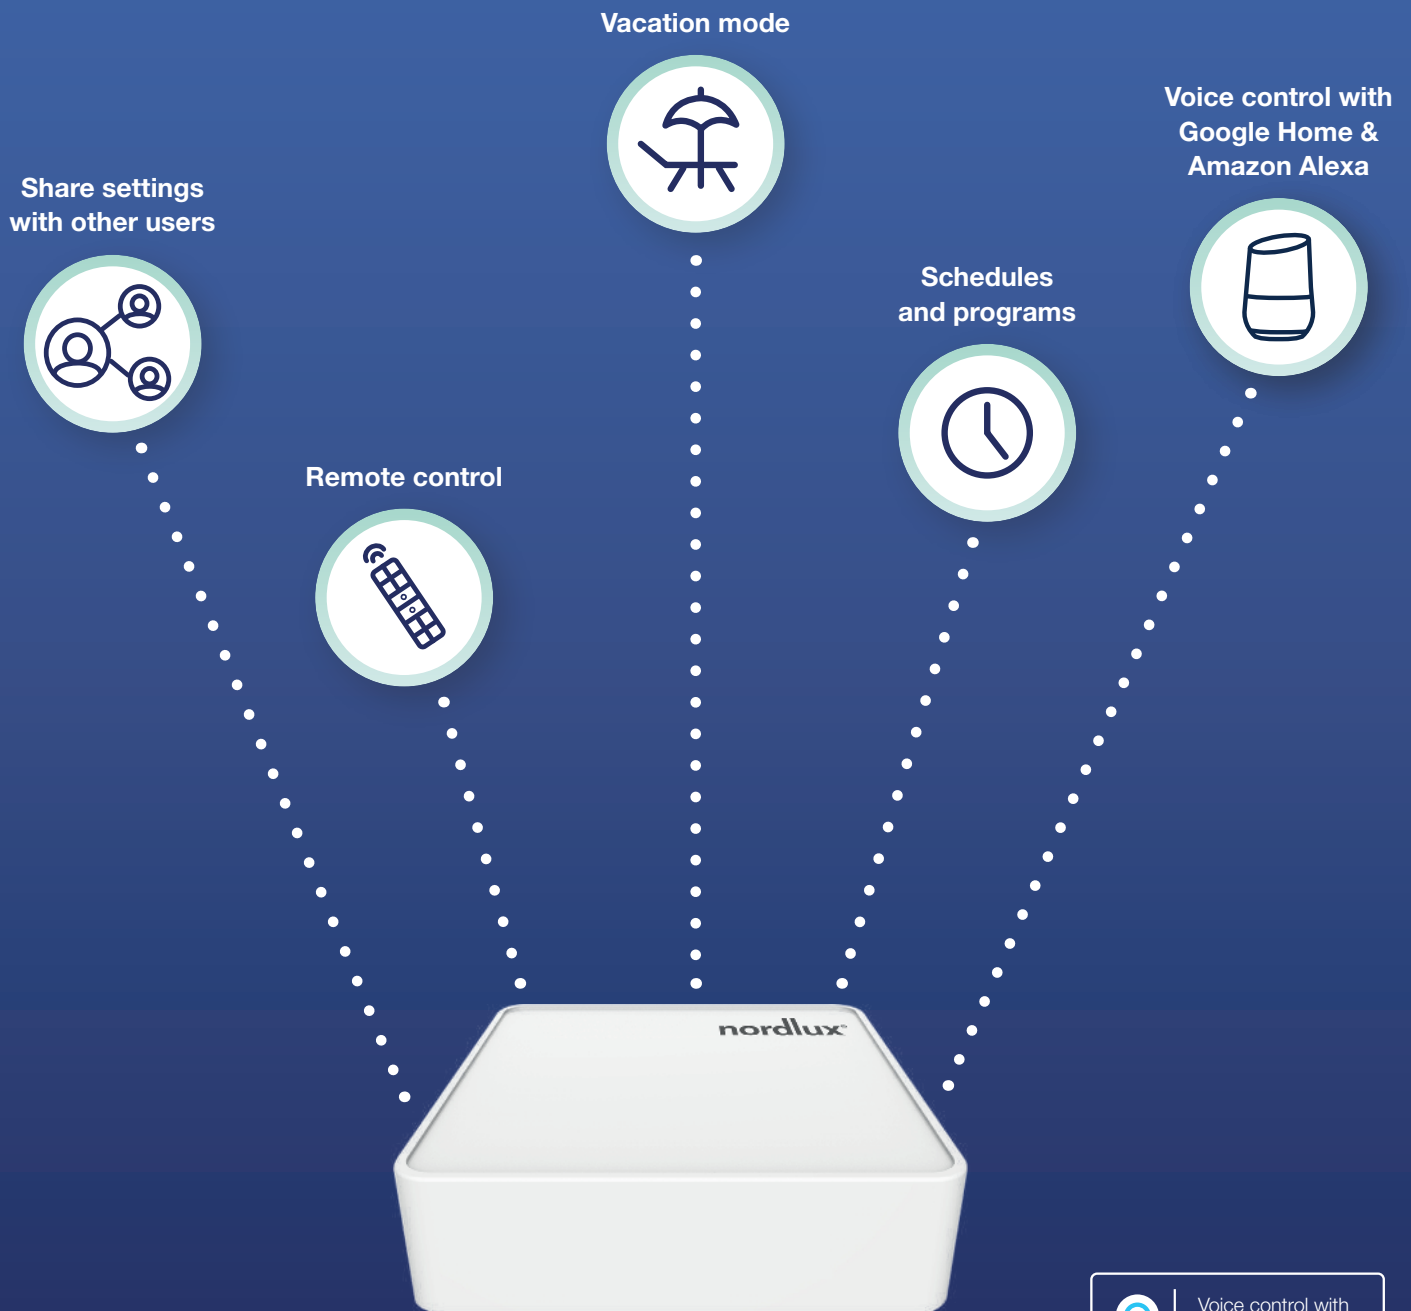 Vacation mode
Voice control with
Google Home &
Amazon Alexa
Share settings
with other users
Schedules
and programs
Remote control
nordlux®
Voice control with